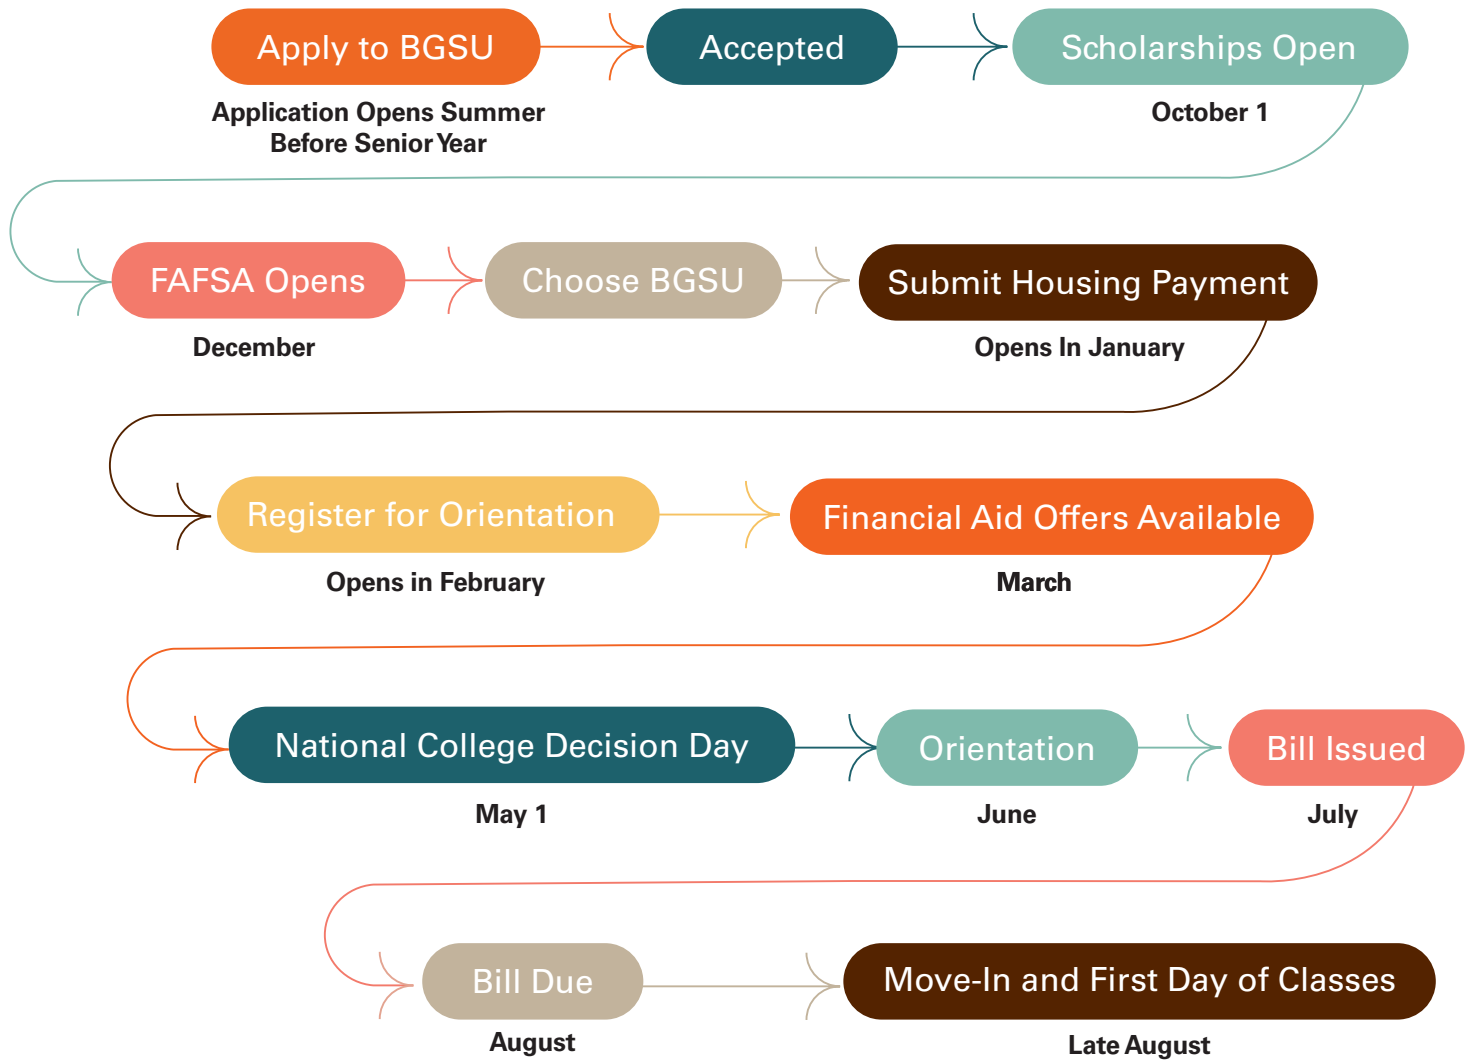 Apply to BGSU
Accepted
Scholarships Open
Application Opens Summer
Before Senior Year
October 1
FAFSA Opens
Choose BGSU
Submit Housing Payment
December
Opens In January
Register for Orientation
Financial Aid Offers Available
Opens in February
March
National College Decision Day
Orientation
Bill Issued
May 1
June
July
Bill Due
Move-In and First Day of Classes
August
Late August